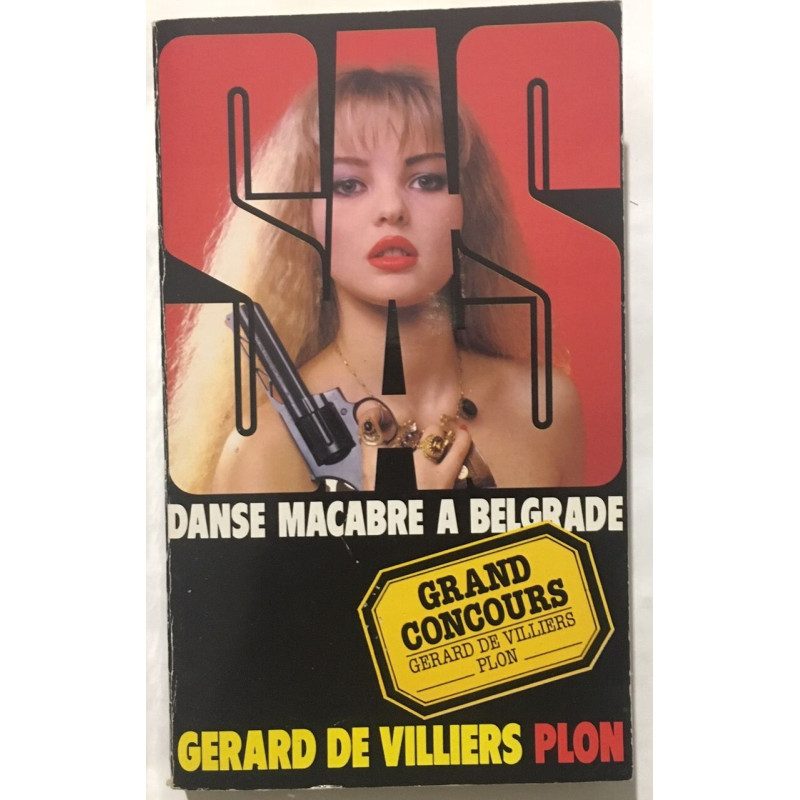 SAS
DANSE MACABRE A BELGRADE
GRAND
CONCOURS
GERARD DE VILLIERS
PLON
GERARD DE VILLIERS PLON